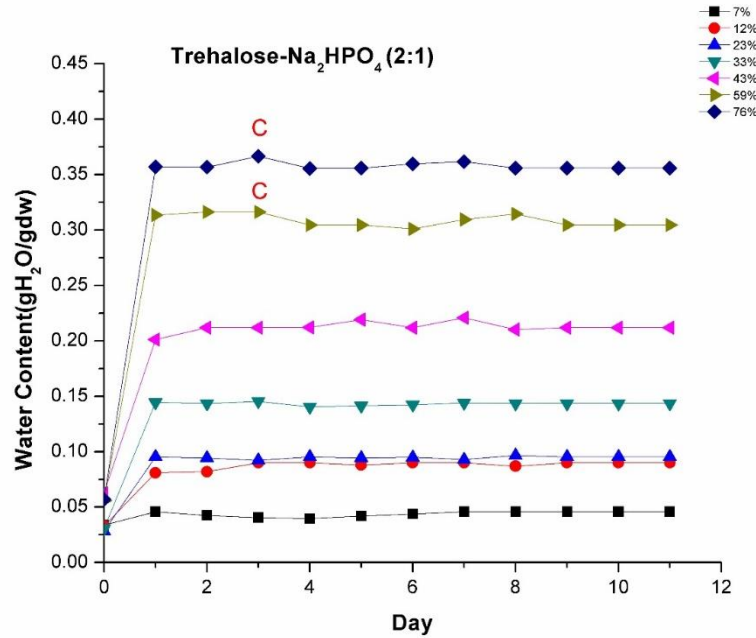 7%
12%
23%
33%
43%
59%
76%
Trehalose-Na₂HPO₄ (2:1)
0.45
0.40
0.35
0.30
0.25
0.20
0.15
0.10
0.05
0.00
C
C
Water Content(gH₂O/gdw)
0 2 4 6 8 10 12
Day